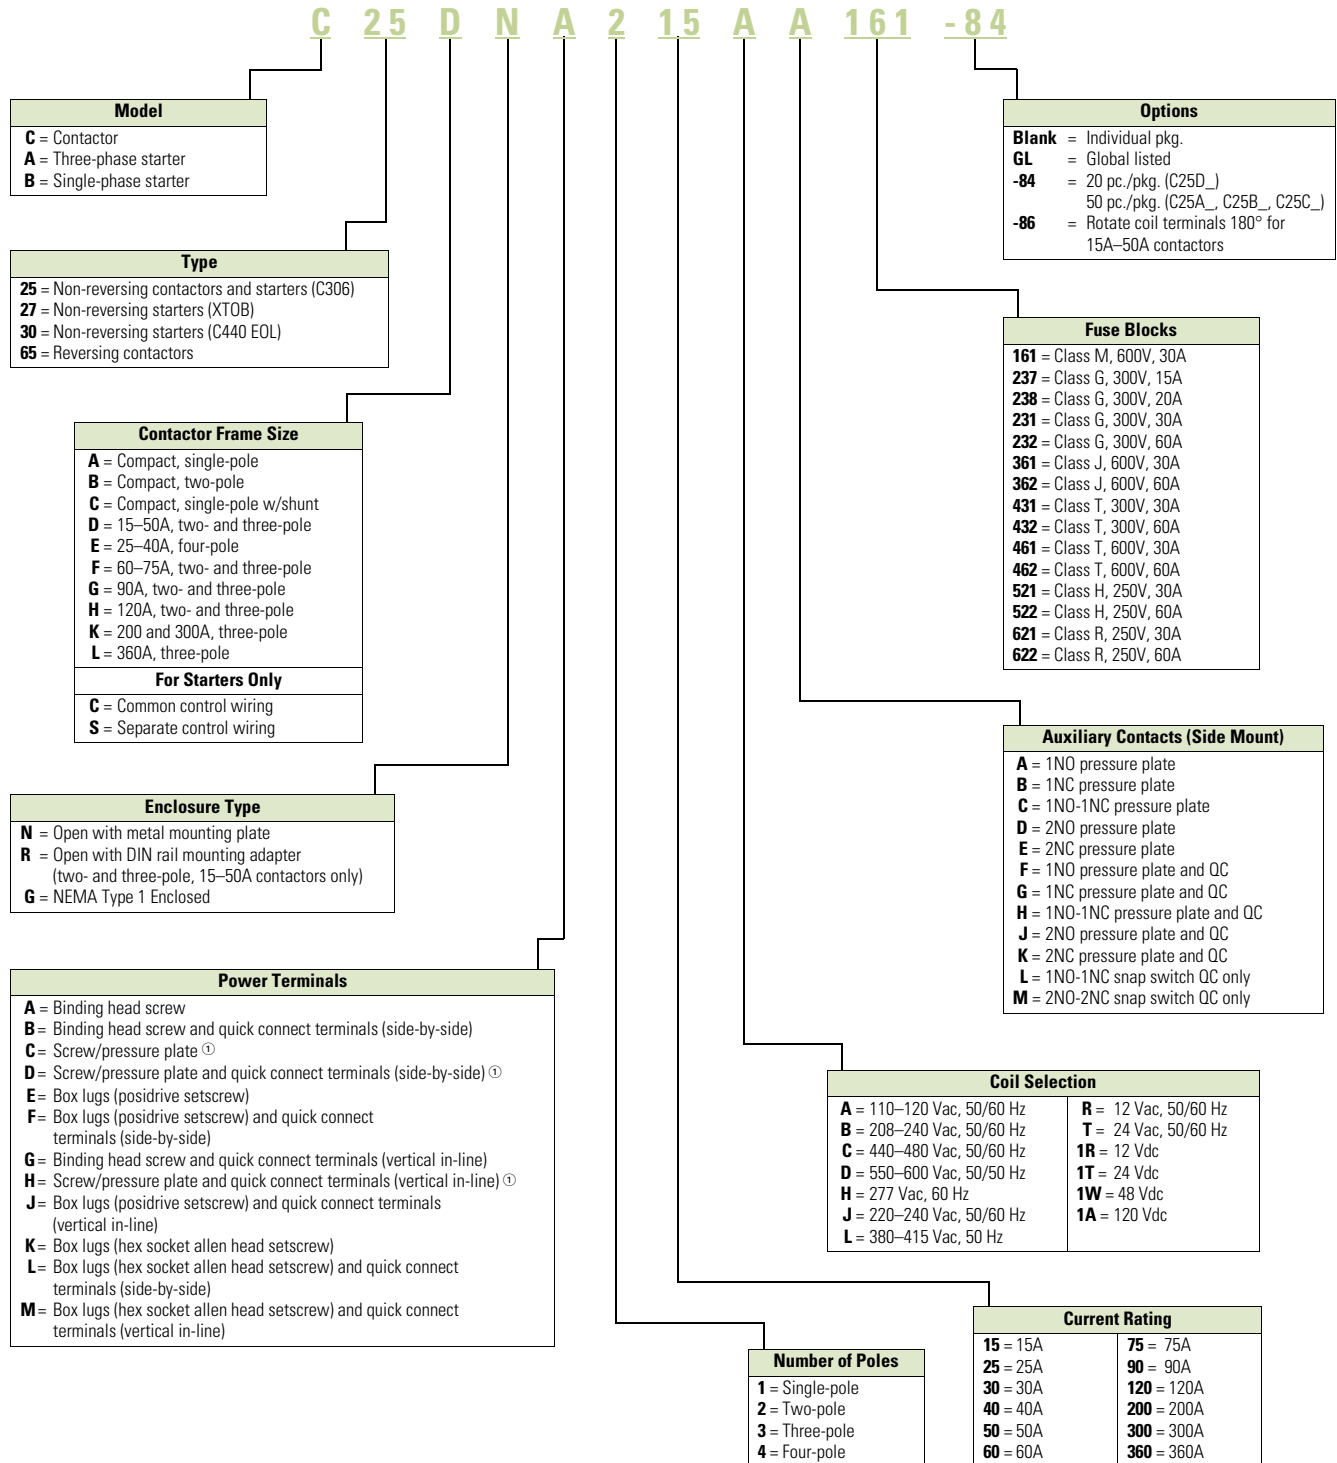 C 25 D N A 2 15 A A 161 -84
Model
C = Contactor
A = Three-phase starter
B = Single-phase starter
Type
25 = Non-reversing contactors and starters (C306)
27 = Non-reversing starters (XTOB)
30 = Non-reversing starters (C440 EOL)
65 = Reversing contactors
Contactor Frame Size
A = Compact, single-pole
B = Compact, two-pole
C = Compact, single-pole w/shunt
D = 15–50A, two- and three-pole
E = 25–40A, four-pole
F = 60–75A, two- and three-pole
G = 90A, two- and three-pole
H = 120A, two- and three-pole
K = 200 and 300A, three-pole
L = 360A, three-pole
For Starters Only
C = Common control wiring
S = Separate control wiring
Enclosure Type
N = Open with metal mounting plate
R = Open with DIN rail mounting adapter
(two- and three-pole, 15–50A contactors only)
G = NEMA Type 1 Enclosed
Power Terminals
A = Binding head screw
B = Binding head screw and quick connect terminals (side-by-side)
C = Screw/pressure plate ①
D = Screw/pressure plate and quick connect terminals (side-by-side) ①
E = Box lugs (posidrive setscrew)
F = Box lugs (posidrive setscrew) and quick connect
terminals (side-by-side)
G = Binding head screw and quick connect terminals (vertical in-line)
H = Screw/pressure plate and quick connect terminals (vertical in-line) ①
J = Box lugs (posidrive setscrew) and quick connect terminals
(vertical in-line)
K = Box lugs (hex socket allen head setscrew)
L = Box lugs (hex socket allen head setscrew) and quick connect
terminals (side-by-side)
M = Box lugs (hex socket allen head setscrew) and quick connect
terminals (vertical in-line)
Options
Blank = Individual pkg.
GL = Global listed
-84 = 20 pc./pkg. (C25D_)
50 pc./pkg. (C25A_, C25B_, C25C_)
-86 = Rotate coil terminals 180° for
15A–50A contactors
Fuse Blocks
161 = Class M, 600V, 30A
237 = Class G, 300V, 15A
238 = Class G, 300V, 20A
231 = Class G, 300V, 30A
232 = Class G, 300V, 60A
361 = Class J, 600V, 30A
362 = Class J, 600V, 60A
431 = Class T, 300V, 30A
432 = Class T, 300V, 60A
461 = Class T, 600V, 30A
462 = Class T, 600V, 60A
521 = Class H, 250V, 30A
522 = Class H, 250V, 60A
621 = Class R, 250V, 30A
622 = Class R, 250V, 60A
Auxiliary Contacts (Side Mount)
A = 1NO pressure plate
B = 1NC pressure plate
C = 1NO-1NC pressure plate
D = 2NO pressure plate
E = 2NC pressure plate
F = 1NO pressure plate and QC
G = 1NC pressure plate and QC
H = 1NO-1NC pressure plate and QC
J = 2NO pressure plate and QC
K = 2NC pressure plate and QC
L = 1NO-1NC snap switch QC only
M = 2NO-2NC snap switch QC only
Coil Selection
A = 110–120 Vac, 50/60 Hz
B = 208–240 Vac, 50/60 Hz
C = 440–480 Vac, 50/60 Hz
D = 550–600 Vac, 50/50 Hz
H = 277 Vac, 60 Hz
J = 220–240 Vac, 50/60 Hz
L = 380–415 Vac, 50 Hz
R = 12 Vac, 50/60 Hz
T = 24 Vac, 50/60 Hz
1R = 12 Vdc
1T = 24 Vdc
1W = 48 Vdc
1A = 120 Vdc
Number of Poles
1 = Single-pole
2 = Two-pole
3 = Three-pole
4 = Four-pole
Current Rating
15 = 15A
25 = 25A
30 = 30A
40 = 40A
50 = 50A
60 = 60A
75 = 75A
90 = 90A
120 = 120A
200 = 200A
300 = 300A
360 = 360A